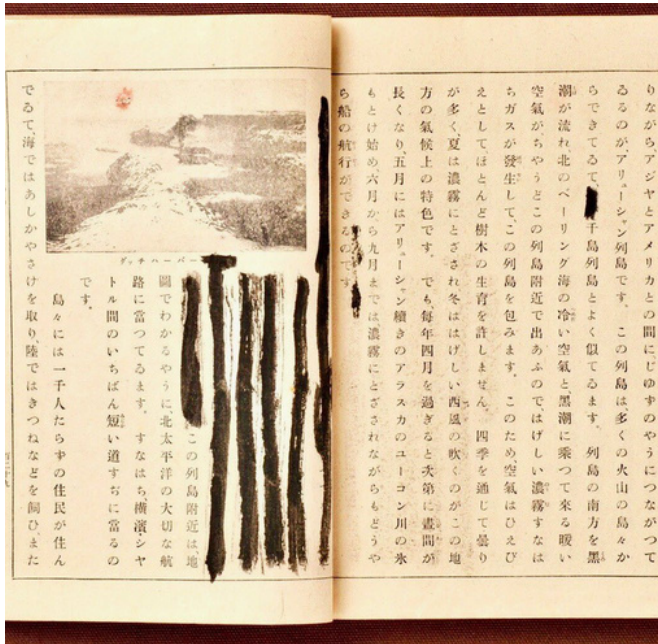 りながら、アジヤとアメリカとの間に、じゆずのやうにつながつて
ゐるのが、アリューシャン列島です。 この列島は、多くの火山の島々か
らできてゐて、千島列島とよく似てゐます。 列島の南方を黒
潮が流れ、北のベーリング海の冷い空氣と黒潮に乘つて來る暖い
空氣が、ちやうどこの列島附近で出あふので、はげしい濃霧すなは
ちガスが發生して、この列島を包みます。 このため空氣はひえび
えとして、ほとんど樹木の生育を許しません。 四季を通じて曇り
が多く、夏は濃霧にとざされ、冬ははげしい西風の吹くのがこの地
方の氣候上の特色です。 でも、毎年四月を過ぎると次第に晝間が
長くなり、五月にはアリューシャン續きのアラスカのユーコン川の氷
もとけ始め、六月から九月までは、濃霧にとざされながらもどうや
ら船の航行ができるのです。
ダッチハーバー
この列島附近は、地
圖でわかるやうに、北太平洋の大切な航
路に當つてゐます。 すなはち、横濱シヤ
トル間のいちばん短い道すぢに當るの
です。
島々には一千人たらずの住民が住ん
でゐて、海ではあしかやさけを取り、陸ではきつねなどを飼ひ、また